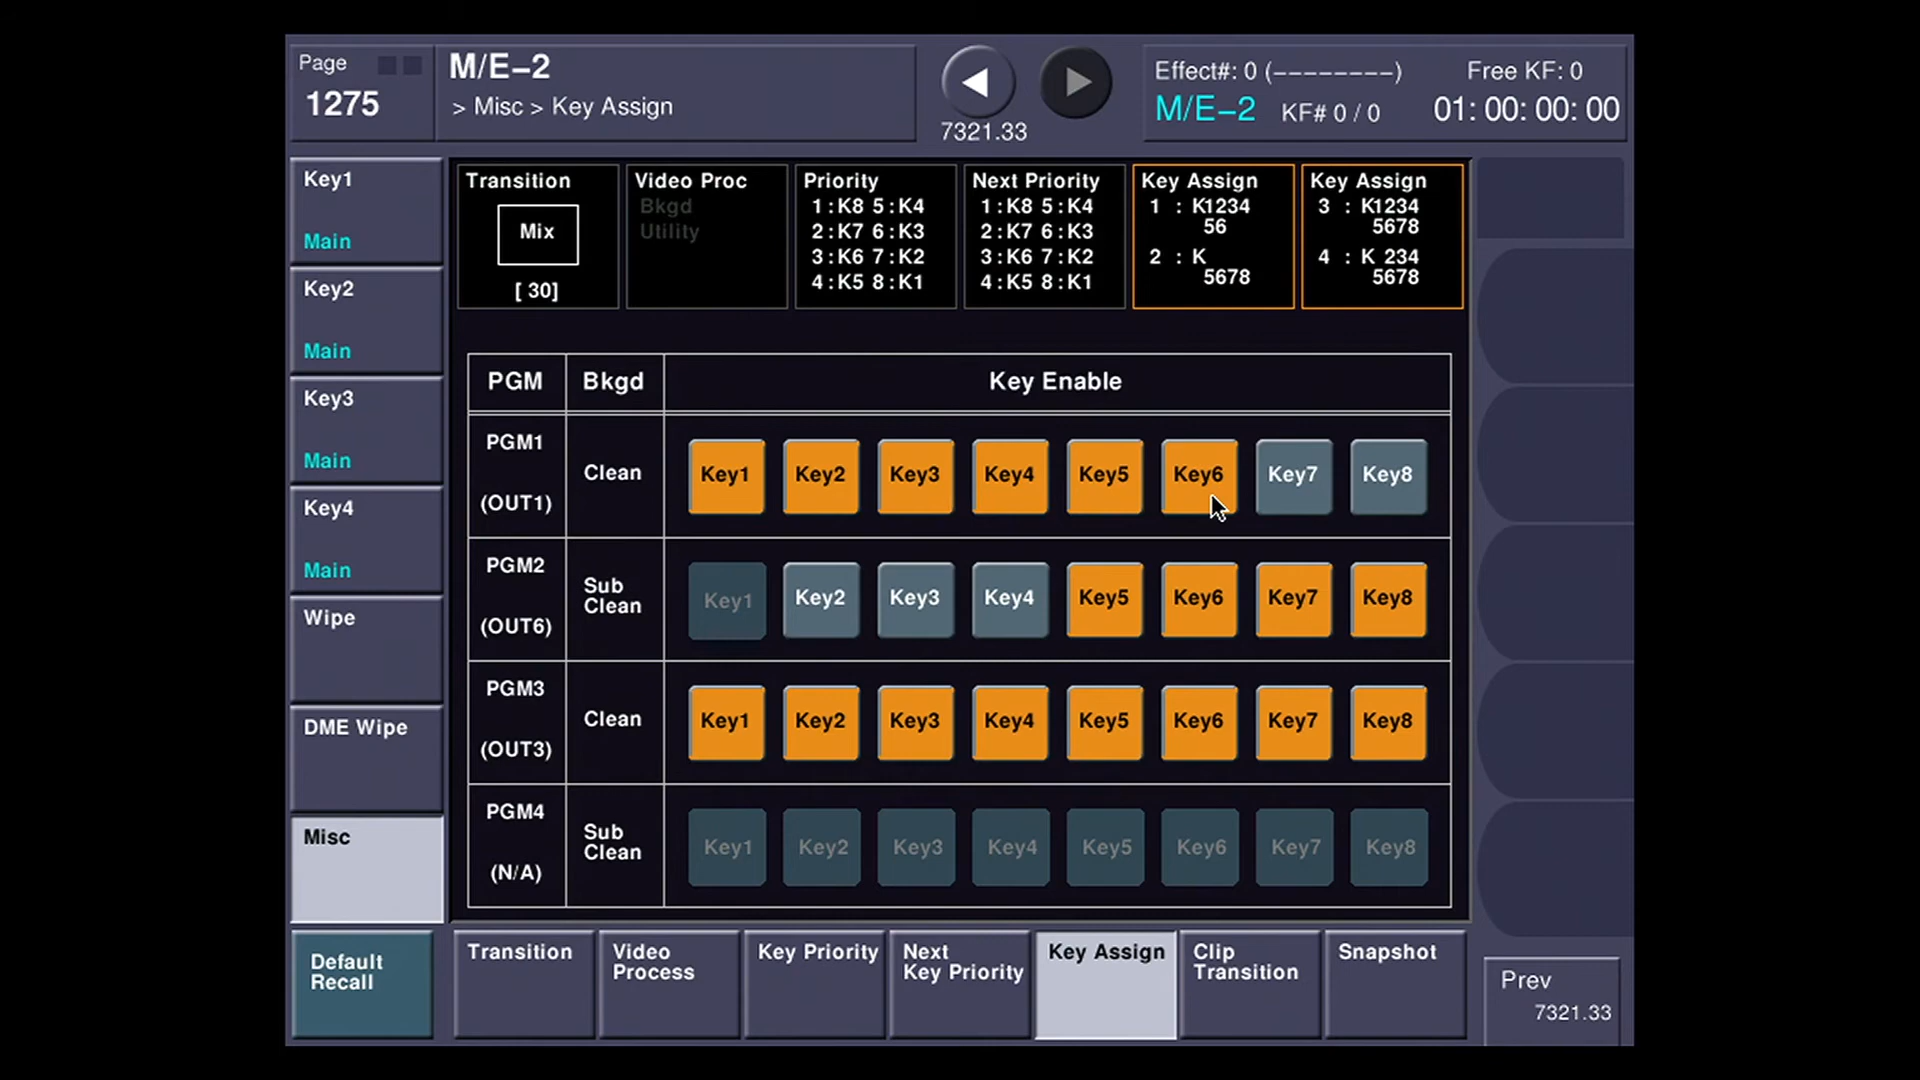 Page
1275
M/E-2
> Misc > Key Assign
7321.33
Effect#: 0 (--------)
Free KF: 0
M/E-2
KF# 0 / 0
01: 00: 00: 00
Key1
Main
Key2
Main
Key3
Main
Key4
Main
Wipe
DME Wipe
Misc
Default
Recall
Transition
Mix
[ 30]
Video Proc
Bkgd
Utility
Priority
1:K8 5:K4
2:K7 6:K3
3:K6 7:K2
4:K5 8:K1
Next Priority
1:K8 5:K4
2:K7 6:K3
3:K6 7:K2
4:K5 8:K1
Key Assign
1 : K1234
56
2 : K
5678
Key Assign
3 : K1234
5678
4 : K 234
5678
PGM Bkgd Key Enable
PGM1
(OUT1)
Clean
Key1 Key2 Key3 Key4 Key5 Key6 Key7 Key8
PGM2
(OUT6)
Sub
Clean
Key1 Key2 Key3 Key4 Key5 Key6 Key7 Key8
PGM3
(OUT3)
Clean
Key1 Key2 Key3 Key4 Key5 Key6 Key7 Key8
PGM4
(N/A)
Sub
Clean
Key1 Key2 Key3 Key4 Key5 Key6 Key7 Key8
Transition
Video
Process
Key Priority
Next
Key Priority
Key Assign
Clip
Transition
Snapshot
Prev
7321.33